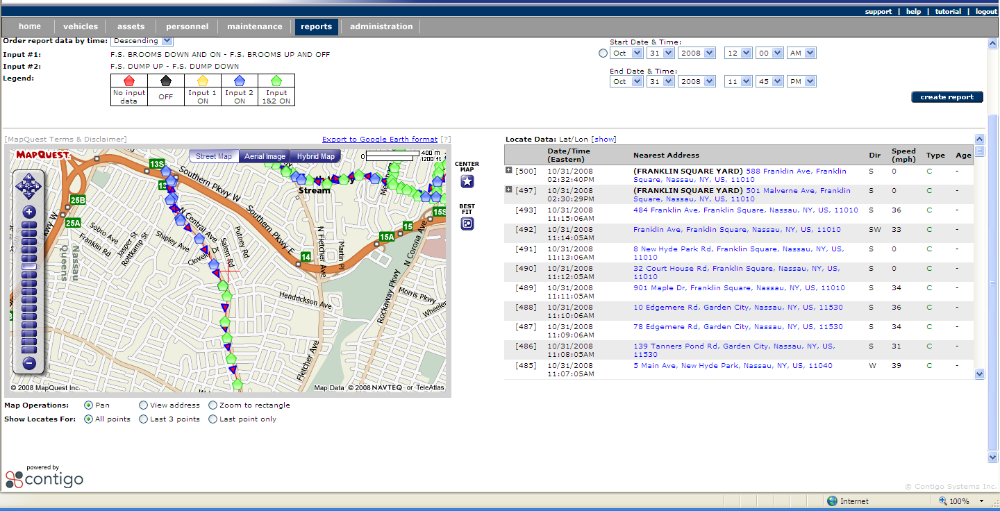 support | help | tutorial | logout
home vehicles assets personnel maintenance reports administration
Order report data by time: Descending
Input #1: F.S. BROOMS DOWN AND ON - F.S. BROOMS UP AND OFF
Input #2: F.S. DUMP UP - F.S. DUMP DOWN
Legend:
No input data OFF Input 1 ON Input 2 ON Input 1&2 ON
Start Date & Time:
Oct 31 2008 12 00 AM
End Date & Time:
Oct 31 2008 11 45 PM
create report
[MapQuest Terms & Disclaimer] Export to Google Earth format [?]
MAPQUEST.
Street Map Aerial Image Hybrid Map
0 400 m
1200 ft
13S
Southern Pkwy W
Stream
25B
25A
15S
15
15A
14
N Central Ave
Southern Pkwy E
Sobro Ave
Franklin Rd
Jasper St
Rottkamp St
Shipley Ave
Putney Rd
Salem Rd
N Fletcher Ave
Martin Pl
N Corona Ave
Queens
Nassau
Hendrickson Ave
Rockaway Pkwy
Morris Pkwy
Fletcher Ave
© 2008 MapQuest Inc. Map Data © 2008 NAVTEQ or TeleAtlas
CENTER
MAP
BEST
FIT
Map Operations: Pan View address Zoom to rectangle
Show Locates For: All points Last 3 points Last point only
Locate Data: Lat/Lon [show]
Date/Time (Eastern) Nearest Address Dir Speed (mph) Type Age
[500] 10/31/2008 (FRANKLIN SQUARE YARD) 588 Franklin Ave, Franklin S 0 C -
02:32:40PM Square, Nassau, NY, US, 11010
[497] 10/31/2008 (FRANKLIN SQUARE YARD) 501 Malverne Ave, Franklin S 0 C -
02:30:29PM Square, Nassau, NY, US, 11010
[493] 10/31/2008 484 Franklin Ave, Franklin Square, Nassau, NY, US, 11010 S 36 C -
11:15:06AM
[492] 10/31/2008 Franklin Ave, Franklin Square, Nassau, NY, US, 11010 SW 33 C -
11:14:05AM
[491] 10/31/2008 8 New Hyde Park Rd, Franklin Square, Nassau, NY, US, S 0 C -
11:13:06AM 11010
[490] 10/31/2008 32 Court House Rd, Franklin Square, Nassau, NY, US, S 0 C -
11:12:05AM 11010
[489] 10/31/2008 901 Maple Dr, Franklin Square, Nassau, NY, US, 11010 S 34 C -
11:11:05AM
[488] 10/31/2008 10 Edgemere Rd, Garden City, Nassau, NY, US, 11530 S 36 C -
11:10:06AM
[487] 10/31/2008 78 Edgemere Rd, Garden City, Nassau, NY, US, 11530 S 34 C -
11:09:06AM
[486] 10/31/2008 139 Tanners Pond Rd, Garden City, Nassau, NY, US, S 31 C -
11:08:05AM 11530
[485] 10/31/2008 5 Main Ave, New Hyde Park, Nassau, NY, US, 11040 W 39 C -
11:07:05AM
powered by
contigo
© Contigo Systems Inc.
Internet 100%